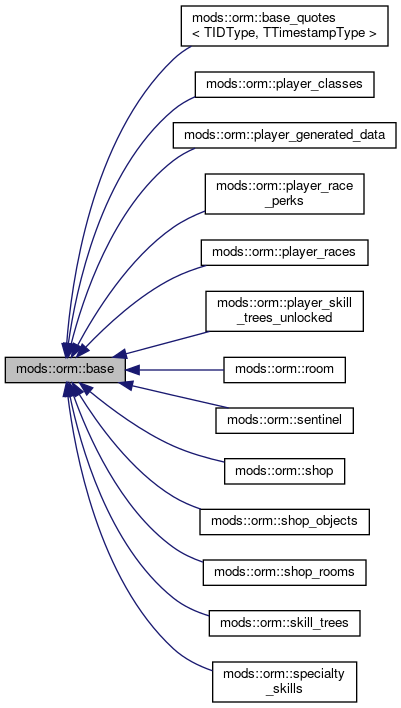 mods::orm::base_quotes
< TIDType, TTimestampType >
mods::orm::player_classes
mods::orm::player_generated_data
mods::orm::player_race
_perks
mods::orm::player_races
mods::orm::player_skill
_trees_unlocked
mods::orm::base
mods::orm::room
mods::orm::sentinel
mods::orm::shop
mods::orm::shop_objects
mods::orm::shop_rooms
mods::orm::skill_trees
mods::orm::specialty
_skills